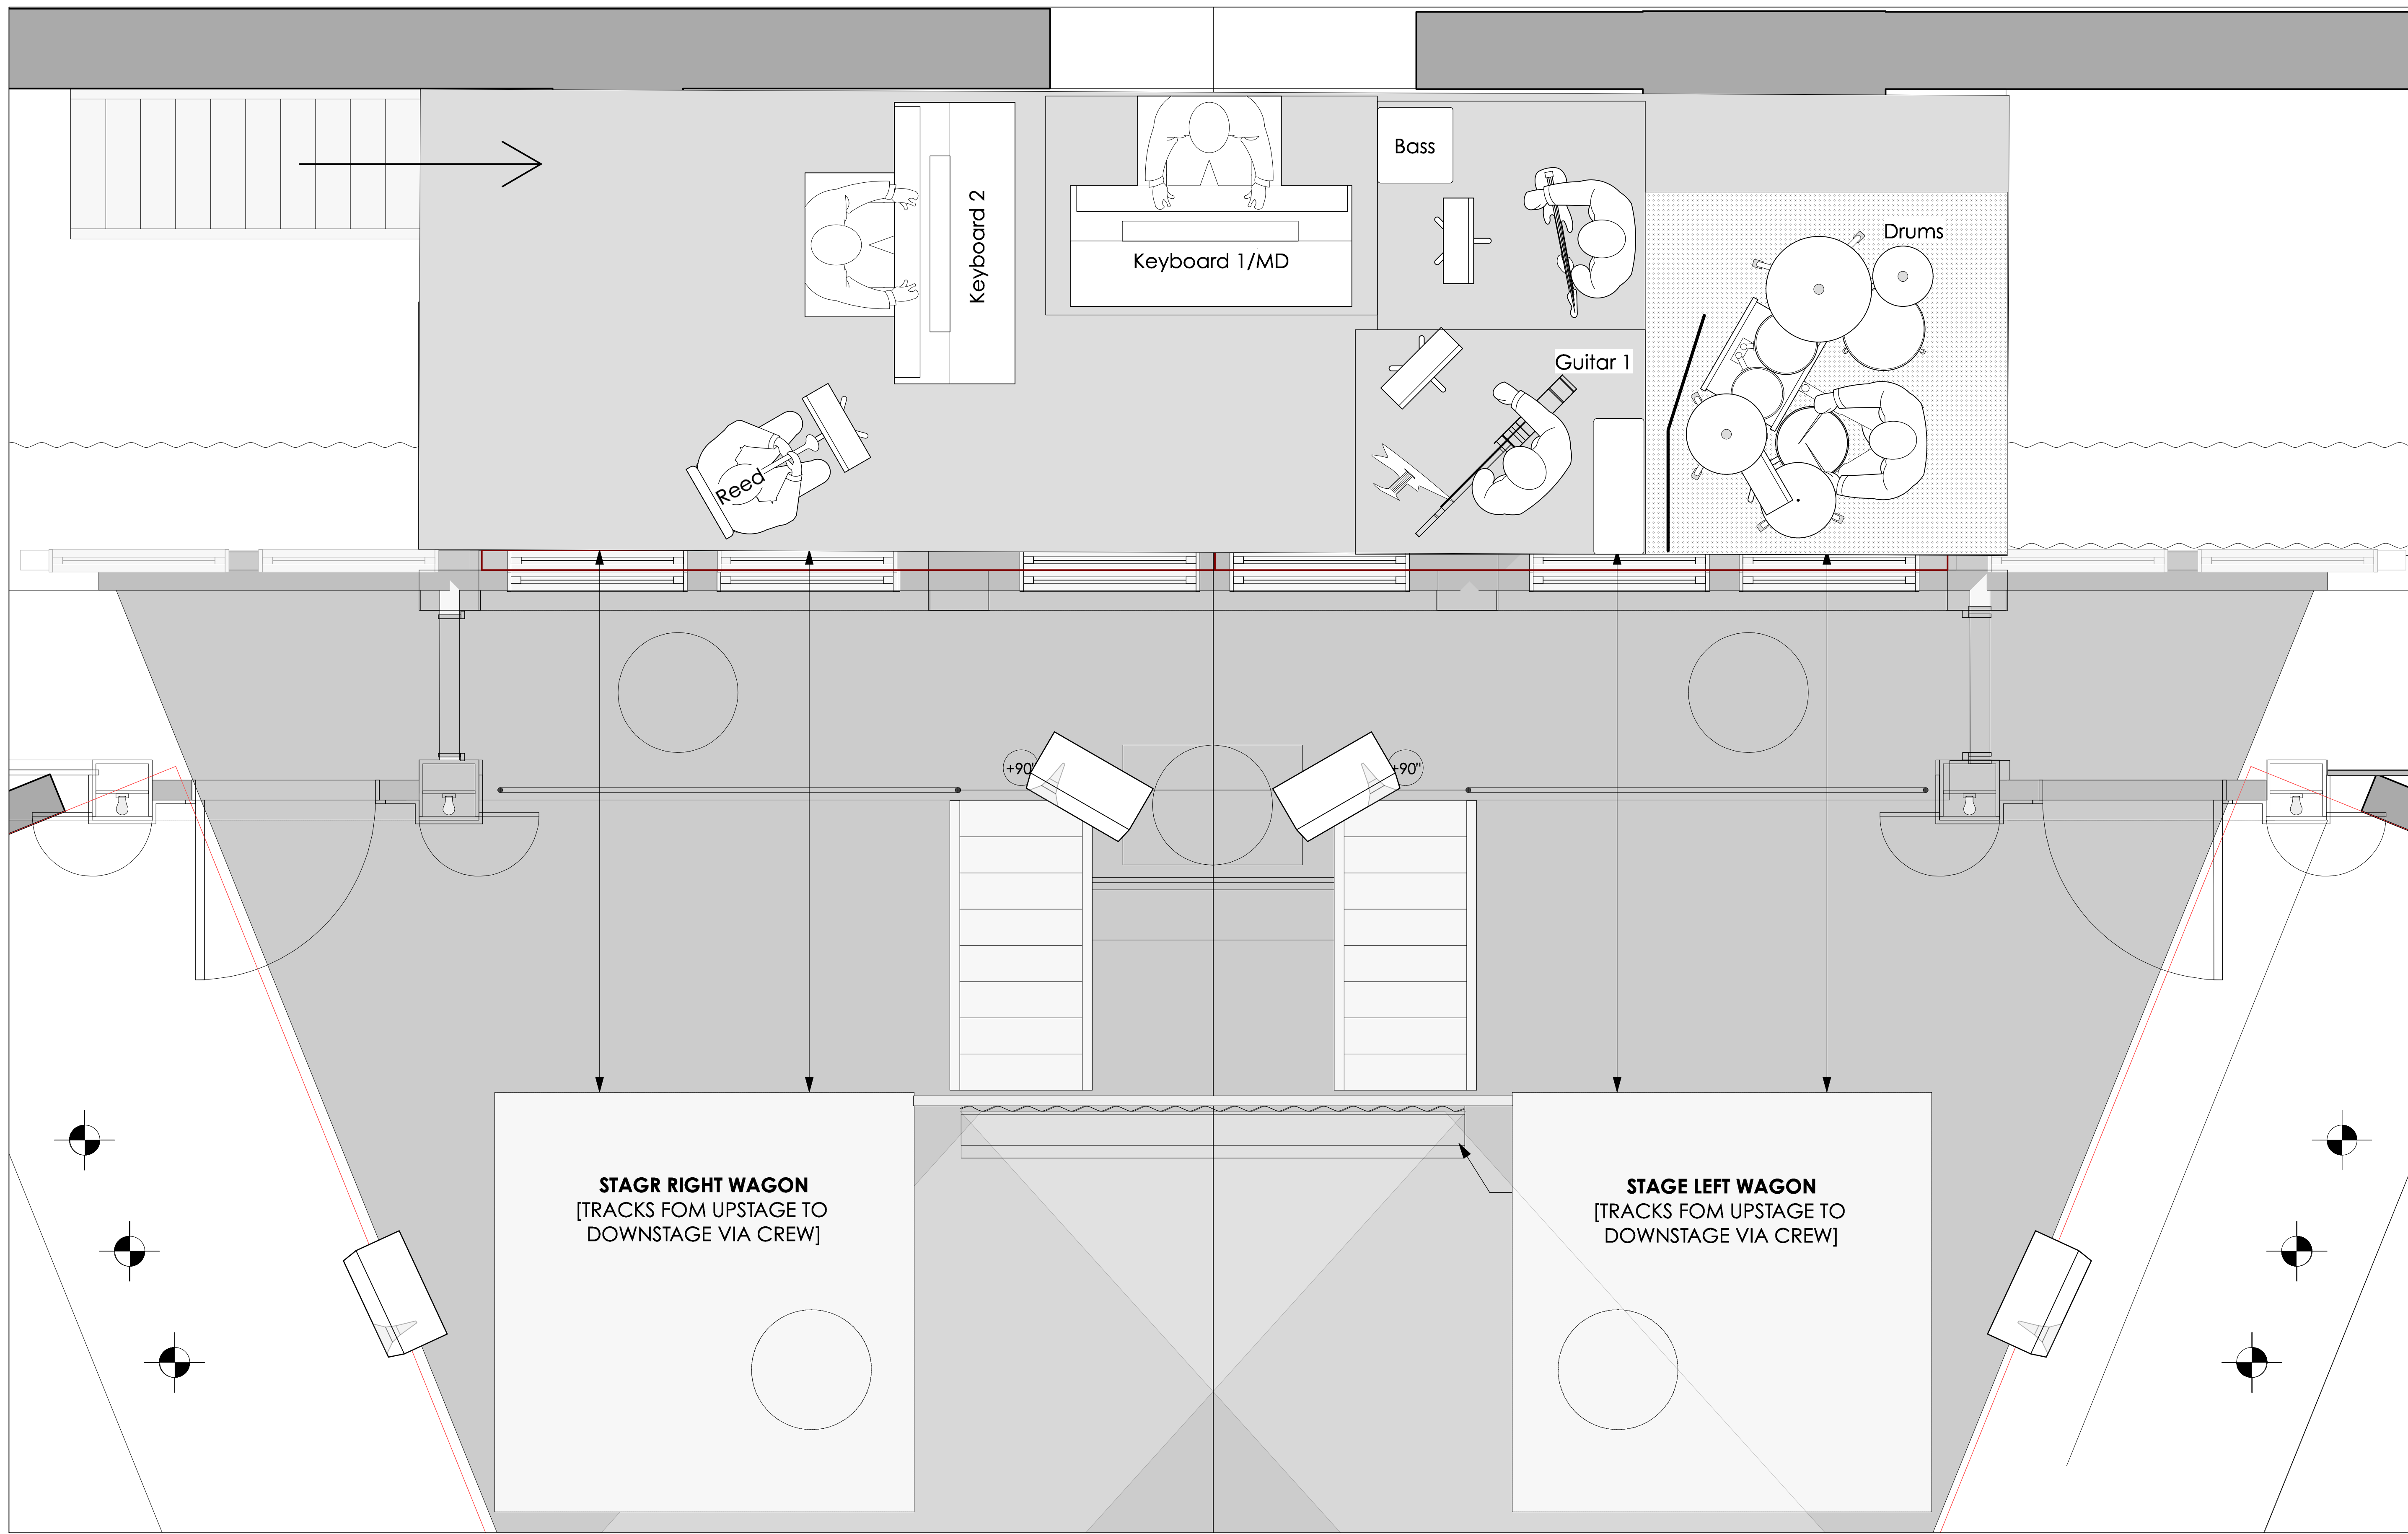 Bass
Drums
Keyboard 2
Keyboard 1/MD
Guitar 1
Reed
+90"
+90"
STAGR RIGHT WAGON
[TRACKS FOM UPSTAGE TO
DOWNSTAGE VIA CREW]
STAGE LEFT WAGON
[TRACKS FOM UPSTAGE TO
DOWNSTAGE VIA CREW]